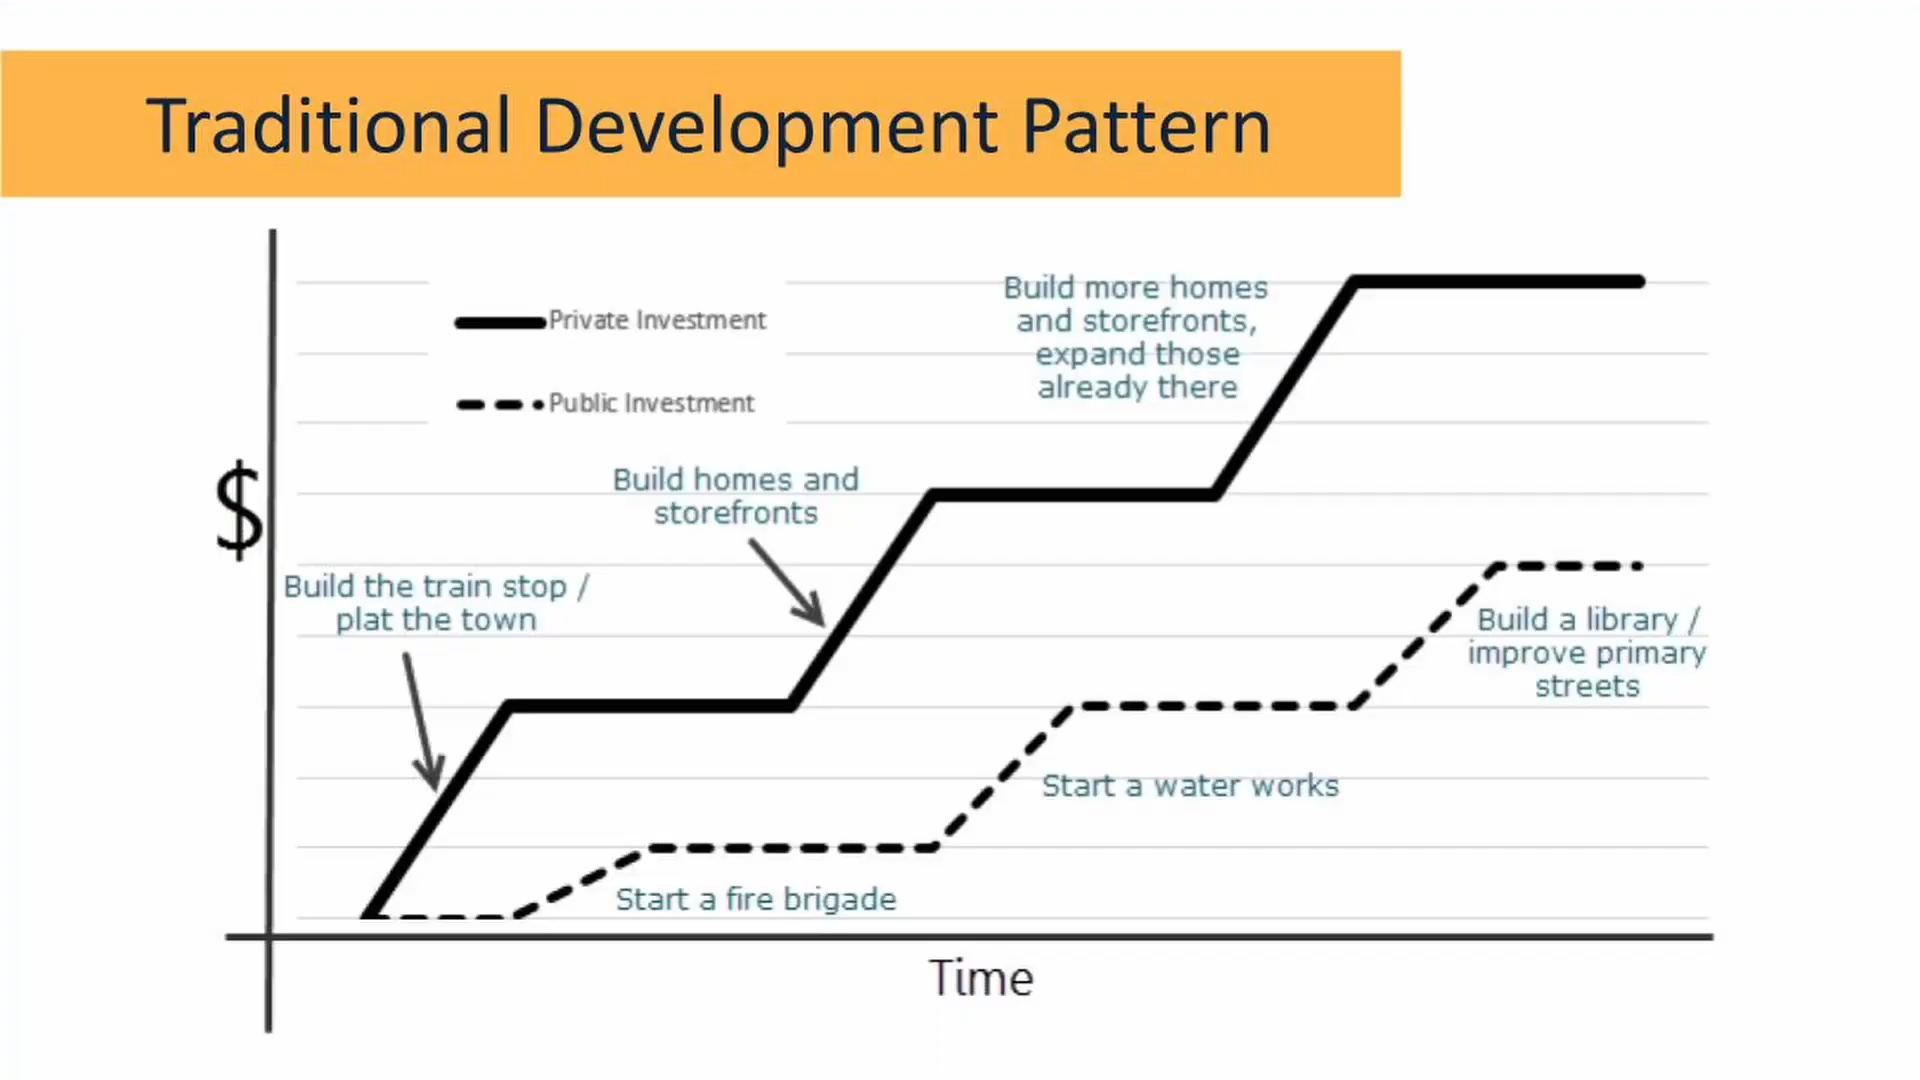 Traditional Development Pattern
Private Investment
Public Investment
Build more homes
and storefronts,
expand those
already there
Build homes and
storefronts
$
Build the train stop /
plat the town
Build a library /
improve primary
streets
Start a water works
Start a fire brigade
Time